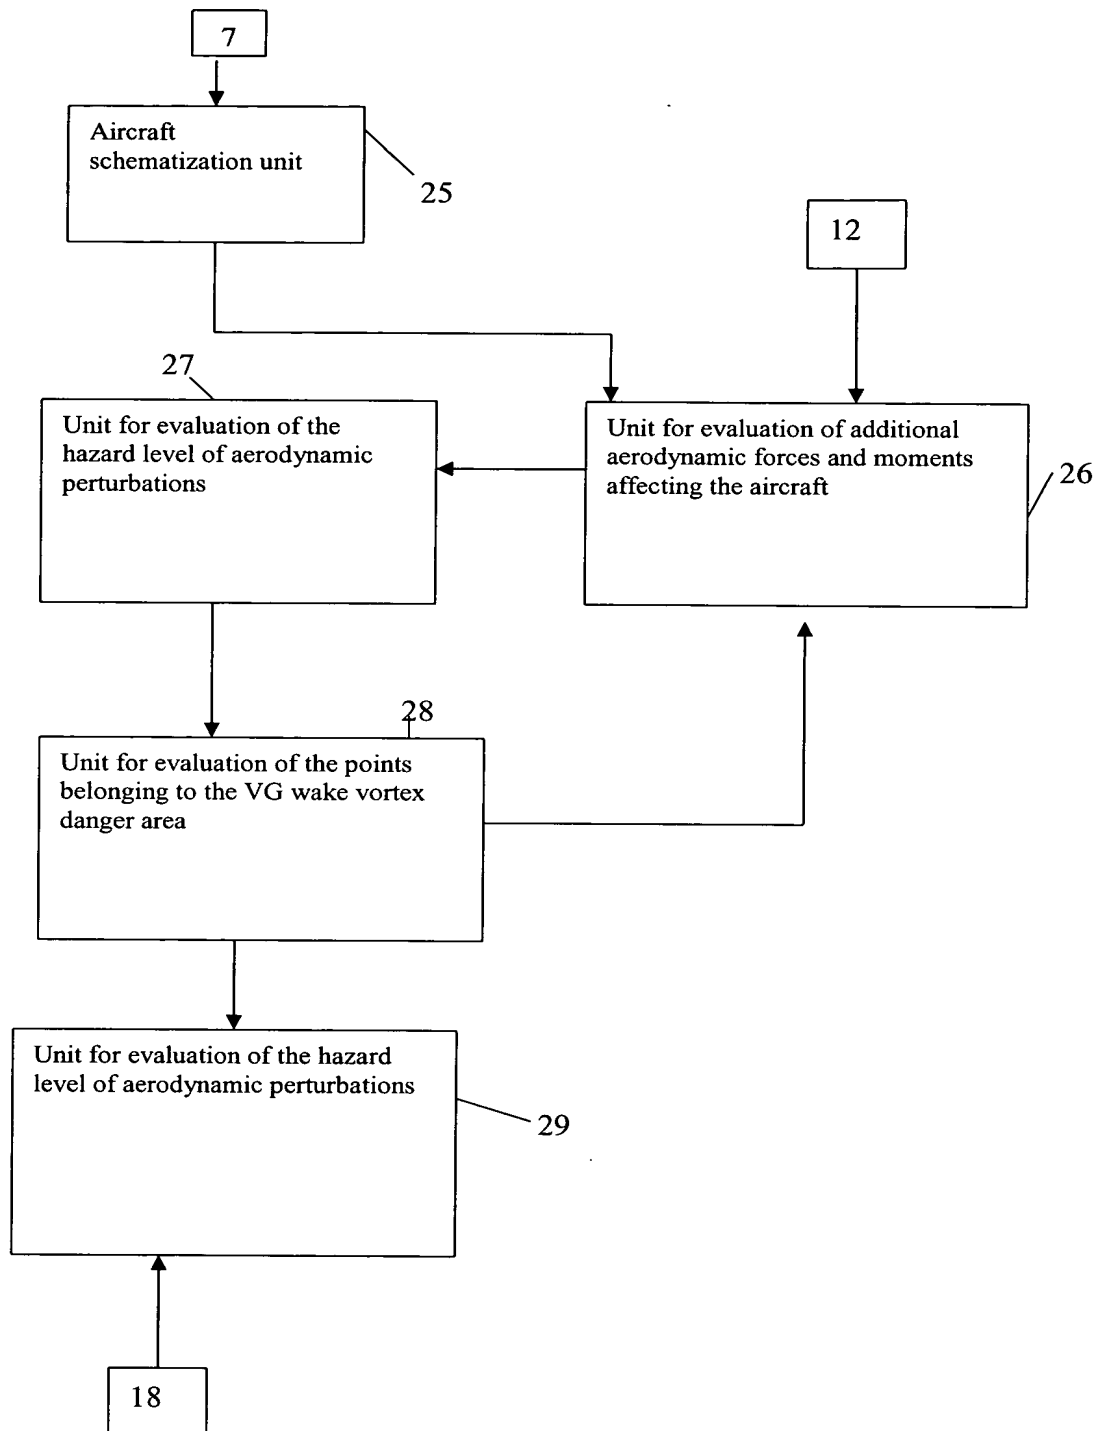 7
Aircraft
schematization unit
25
12
27
Unit for evaluation of the
hazard level of aerodynamic
perturbations
Unit for evaluation of additional
aerodynamic forces and moments
affecting the aircraft
26
28
Unit for evaluation of the points
belonging to the VG wake vortex
danger area
Unit for evaluation of the hazard
level of aerodynamic perturbations
29
18